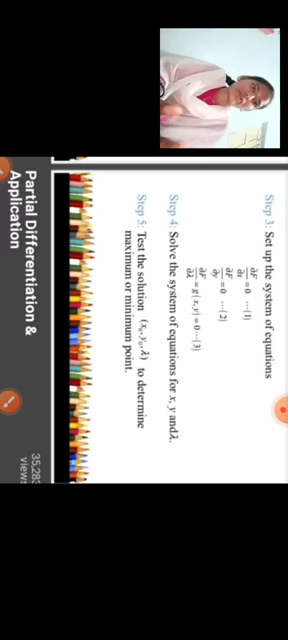 Step 3: Set up the system of equations
∂F/∂x = 0 ...(1)
∂F/∂y = 0 ...(2)
∂F/∂λ = g(x, y) = 0 ...(3)
Step 4: Solve the system of equations for x, y and λ.
Step 5: Test the solution (x₀, y₀, λ) to determine
maximum or minimum point.
Partial Differentiation &
Application
35,283
views